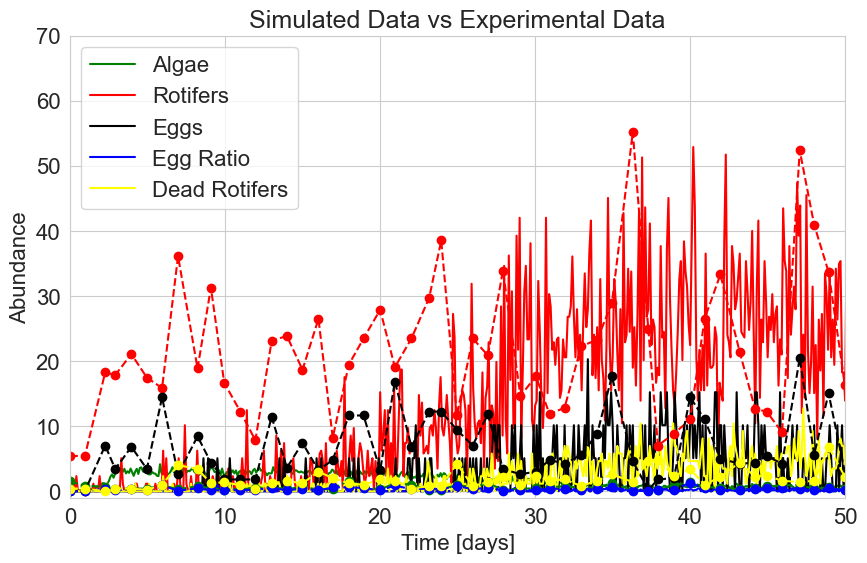 Simulated Data vs Experimental Data
70
60
50
40
30
20
10
0
Abundance
Algae
Rotifers
Eggs
Egg Ratio
Dead Rotifers
0 10 20 30 40 50
Time [days]